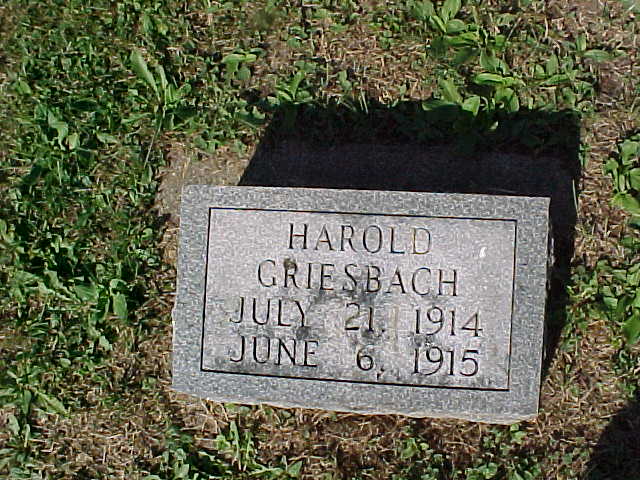 HAROLD
GRIESBACH
JULY 21, 1914
JUNE 6, 1915